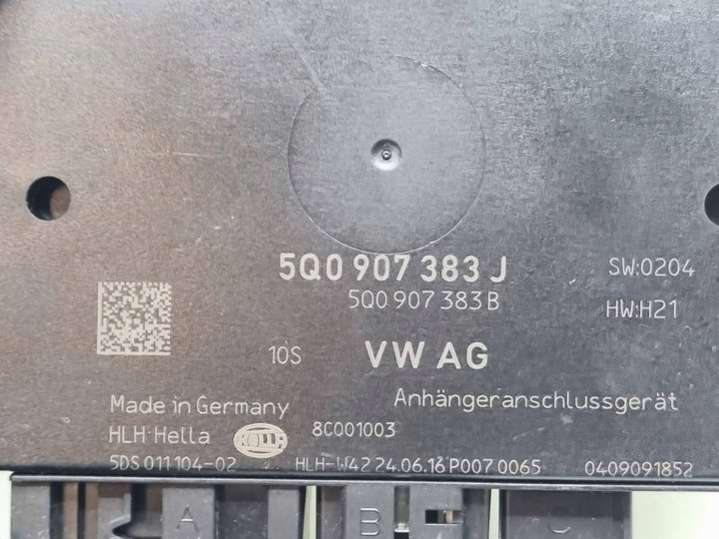 5Q0 907 383 J SW:0204
5Q0 907 383 B HW:H21
10S VW AG
Made in Germany Anhängeranschlussgerät
HLH Hella HELLA 8C001003
5DS 011 104-02 HLH-W42 24.06.16 P007 0065 0409091852
A B C